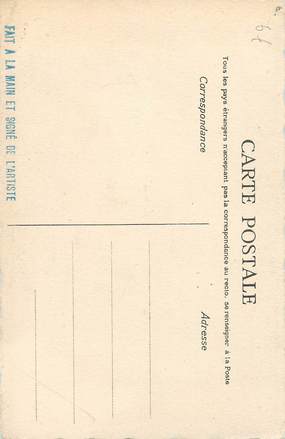 CARTE POSTALE
Tous les pays étrangers n'acceptant pas la correspondance au recto, se renseigner à la Poste
Correspondance
Adresse
FAIT A LA MAIN ET SIGNÉ DE L'ARTISTE